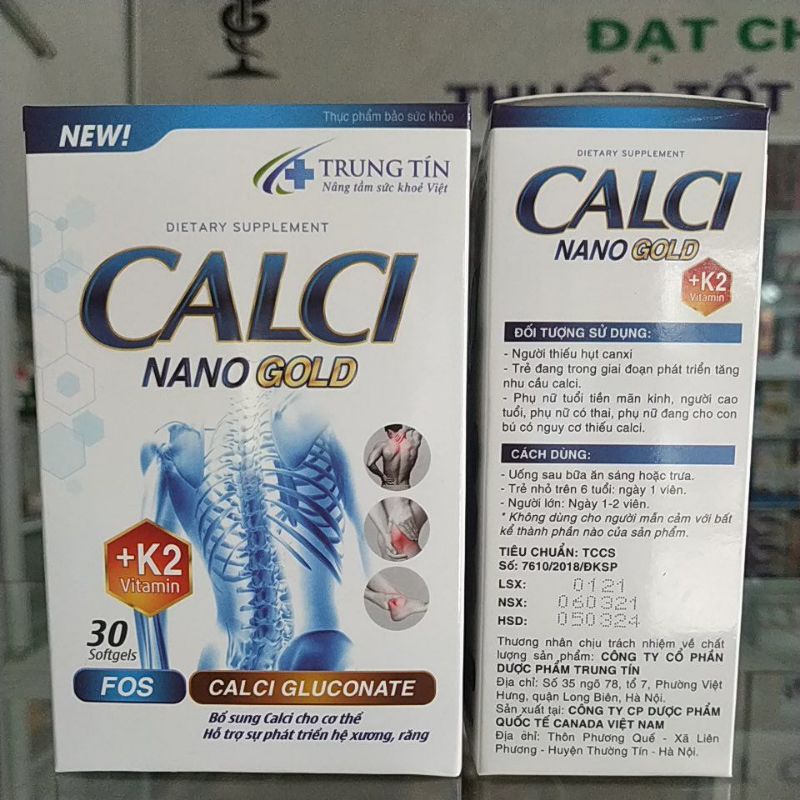 ĐẠT CH
THUỐC TỐT
NEW!
Thực phẩm bảo sức khỏe
TRUNG TÍN
Nâng tầm sức khoẻ Việt
DIETARY SUPPLEMENT
CALCI
NANO GOLD
+K2
Vitamin
30
Softgels
FOS
CALCI GLUCONATE
Bổ sung Calci cho cơ thể
Hỗ trợ sự phát triển hệ xương, răng
DIETARY SUPPLEMENT
CALCI
NANO GOLD
+K2
Vitamin
ĐỐI TƯỢNG SỬ DỤNG:
- Người thiếu hụt canxi
- Trẻ đang trong giai đoạn phát triển tăng
nhu cầu calci.
- Phụ nữ tuổi tiền mãn kinh, người cao
tuổi, phụ nữ có thai, phụ nữ đang cho con
bú có nguy cơ thiếu calci.
CÁCH DÙNG:
- Uống sau bữa ăn sáng hoặc trưa.
- Trẻ nhỏ trên 6 tuổi: ngày 1 viên.
- Người lớn: Ngày 1-2 viên.
* Không dùng cho người mẫn cảm với bất
kể thành phần nào của sản phẩm.
TIÊU CHUẨN: TCCS
Số: 7610/2018/ĐKSP
LSX: 0121
NSX: 060321
HSD: 050324
Thương nhân chịu trách nhiệm về chất
lượng sản phẩm: CÔNG TY CỔ PHẦN
DƯỢC PHẨM TRUNG TÍN
Địa chỉ: Số 35 ngõ 78, tổ 7, Phường Việt
Hưng, quận Long Biên, Hà Nội.
Sản xuất tại: CÔNG TY CP DƯỢC PHẨM
QUỐC TẾ CANADA VIỆT NAM
Địa chỉ: Thôn Phương Quế - Xã Liên
Phương - Huyện Thường Tín - Hà Nội.